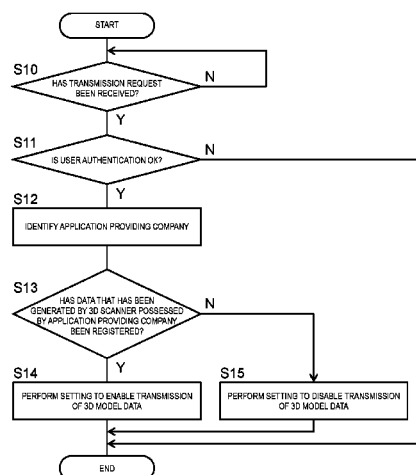 START
S10
HAS TRANSMISSION REQUEST
BEEN RECEIVED?
N
Y
S11
IS USER AUTHENTICATION OK?
N
Y
S12
IDENTIFY APPLICATION PROVIDING COMPANY
S13
HAS DATA THAT HAS BEEN
GENERATED BY 3D SCANNER POSSESSED
BY APPLICATION PROVIDING COMPANY
BEEN REGISTERED?
N
Y
S14
PERFORM SETTING TO ENABLE TRANSMISSION
OF 3D MODEL DATA
S15
PERFORM SETTING TO DISABLE TRANSMISSION
OF 3D MODEL DATA
END